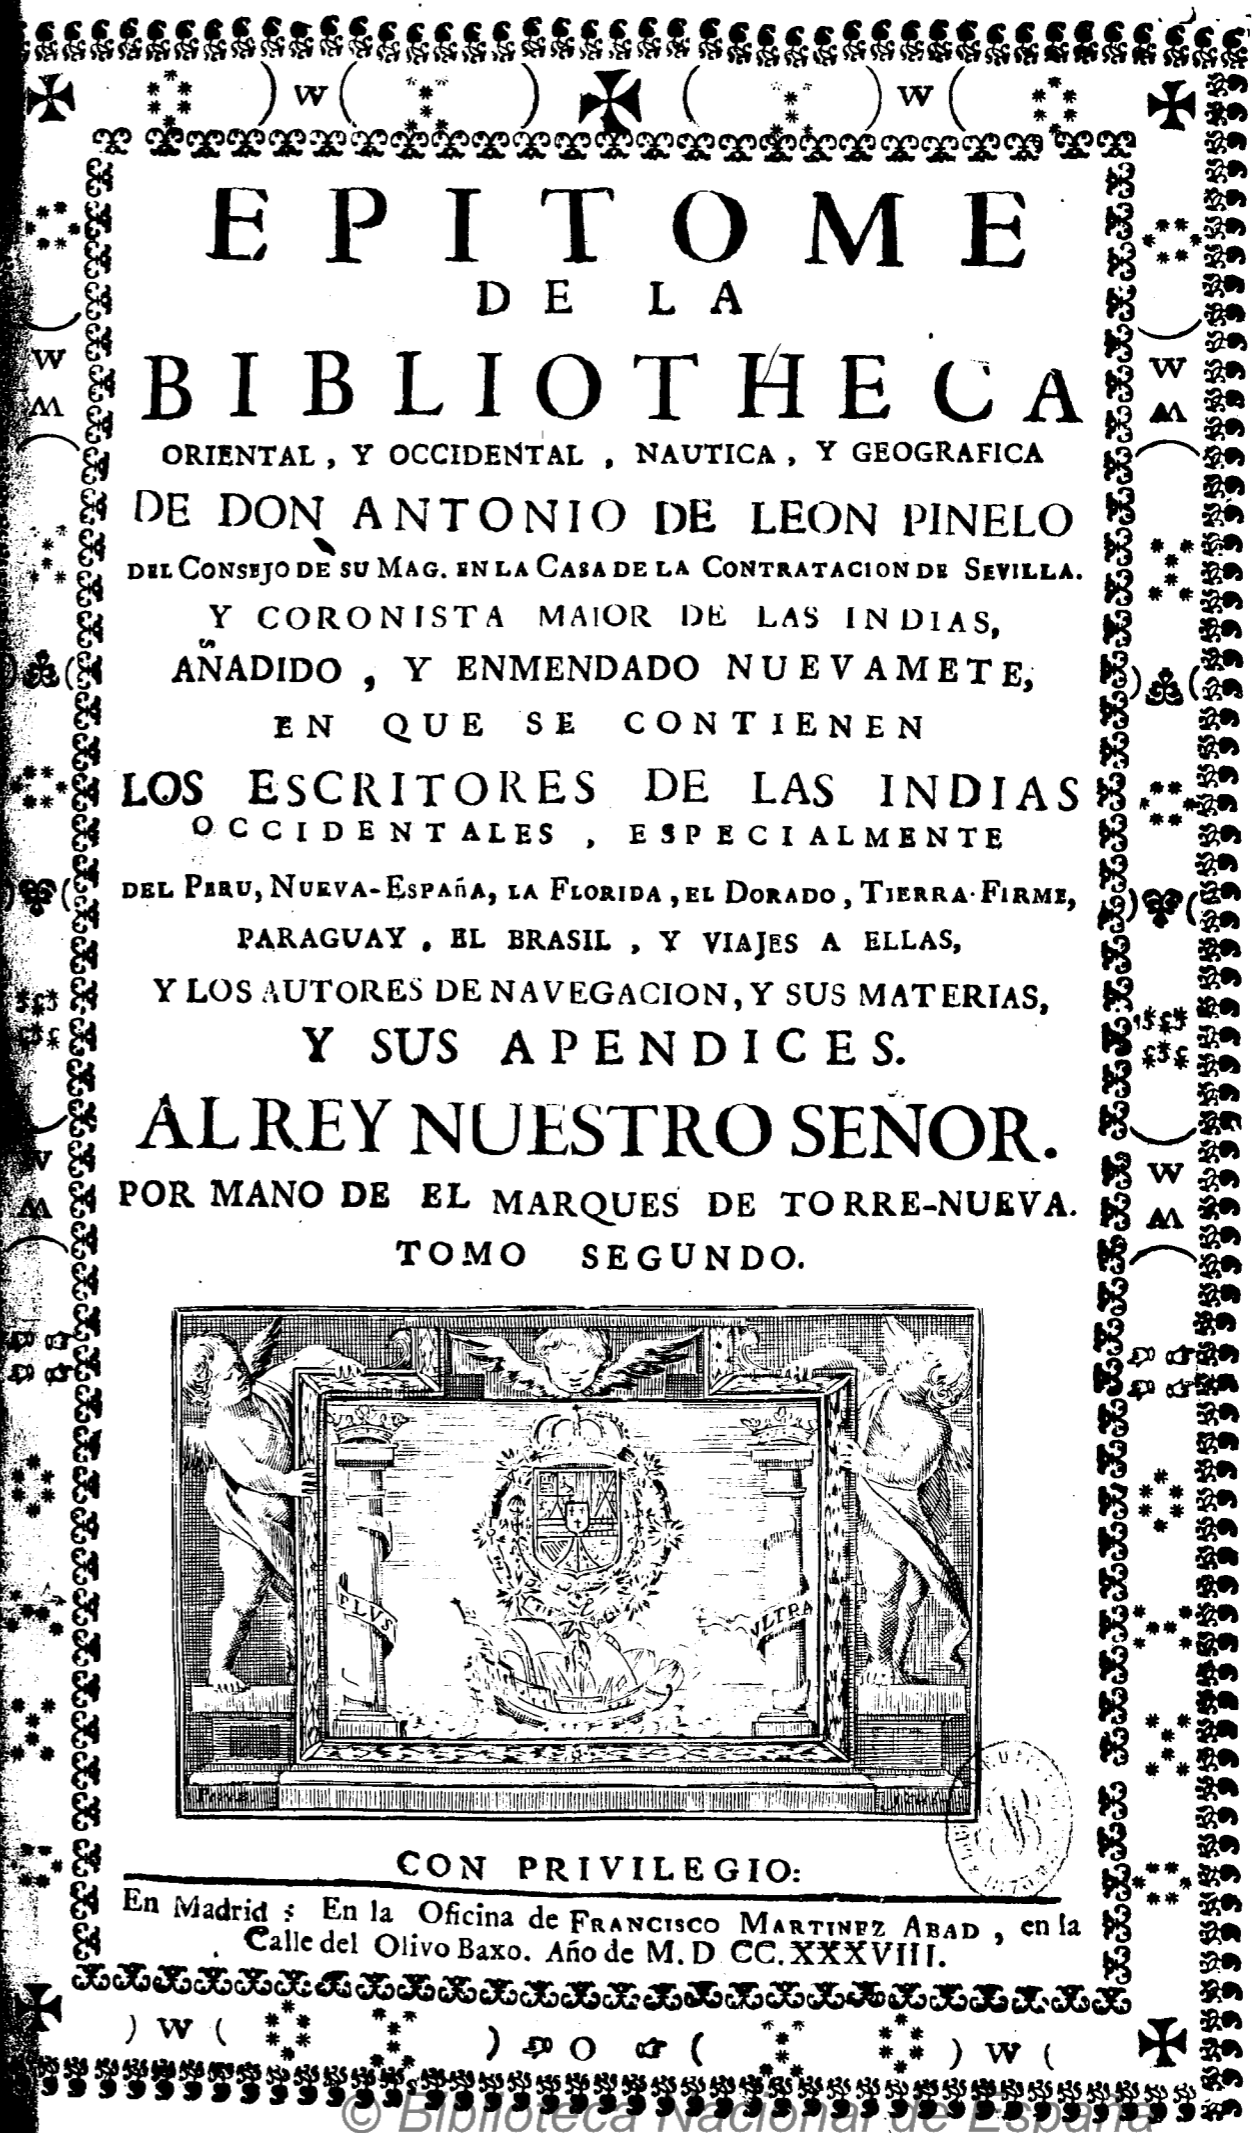 EPITOME
DE LA
BIBLIOTHECA
ORIENTAL, Y OCCIDENTAL, NAUTICA, Y GEOGRAFICA
DE DON ANTONIO DE LEON PINELO
DEL CONSEJO DE SU MAG. EN LA CASA DE LA CONTRATACION DE SEVILLA.
Y CORONISTA MAIOR DE LAS INDIAS,
AÑADIDO, Y ENMENDADO NUEVAMETE,
EN QUE SE CONTIENEN
LOS ESCRITORES DE LAS INDIAS
OCCIDENTALES, ESPECIALMENTE
DEL PERU, NUEVA-ESPAñA, LA FLORIDA, EL DORADO, TIERRA-FIRME,
PARAGUAY, EL BRASIL, Y VIAJES A ELLAS,
Y LOS AUTORES DE NAVEGACION, Y SUS MATERIAS,
Y SUS APENDICES.
AL REY NUESTRO SEÑOR.
POR MANO DE EL MARQUES DE TORRE-NUEVA.
TOMO SEGUNDO.
PLVS
VLTRA
CON PRIVILEGIO:
En Madrid: En la Oficina de FRANCISCO MARTINEZ ABAD, en la
Calle del Olivo Baxo. Año de M. D CC. XXXVIII.
© Biblioteca Nacional de España